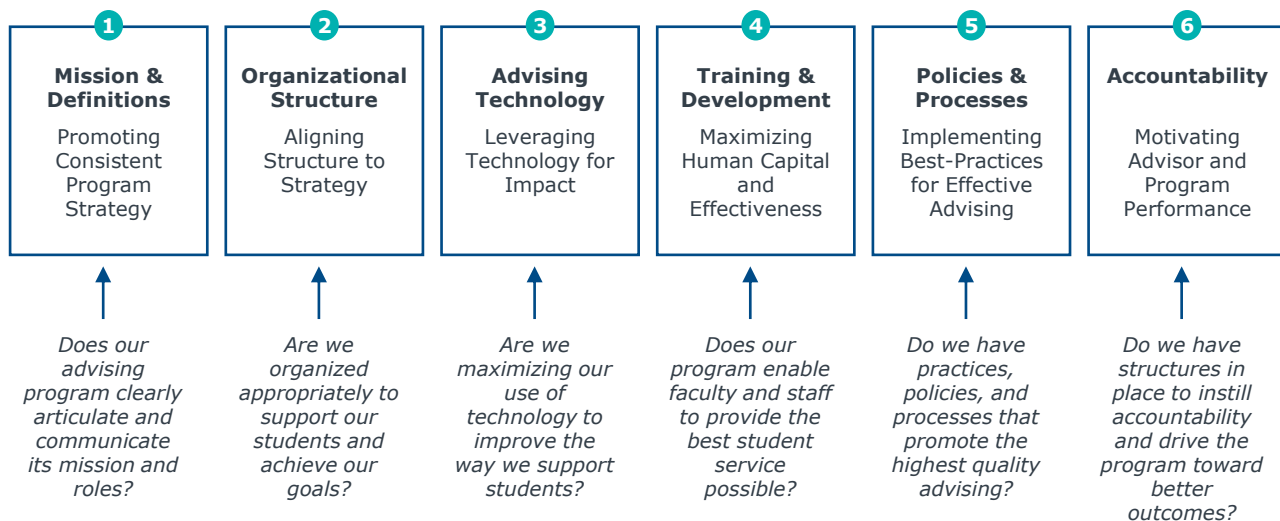 1
Mission &
Definitions
Promoting
Consistent
Program
Strategy
Does our
advising
program clearly
articulate and
communicate
its mission and
roles?
2
Organizational
Structure
Aligning
Structure to
Strategy
Are we
organized
appropriately to
support our
students and
achieve our
goals?
3
Advising
Technology
Leveraging
Technology for
Impact
Are we
maximizing our
use of
technology to
improve the
way we support
students?
4
Training &
Development
Maximizing
Human Capital
and
Effectiveness
Does our
program enable
faculty and staff
to provide the
best student
service
possible?
5
Policies &
Processes
Implementing
Best-Practices
for Effective
Advising
Do we have
practices,
policies, and
processes that
promote the
highest quality
advising?
6
Accountability
Motivating
Advisor and
Program
Performance
Do we have
structures in
place to instill
accountability
and drive the
program toward
better
outcomes?